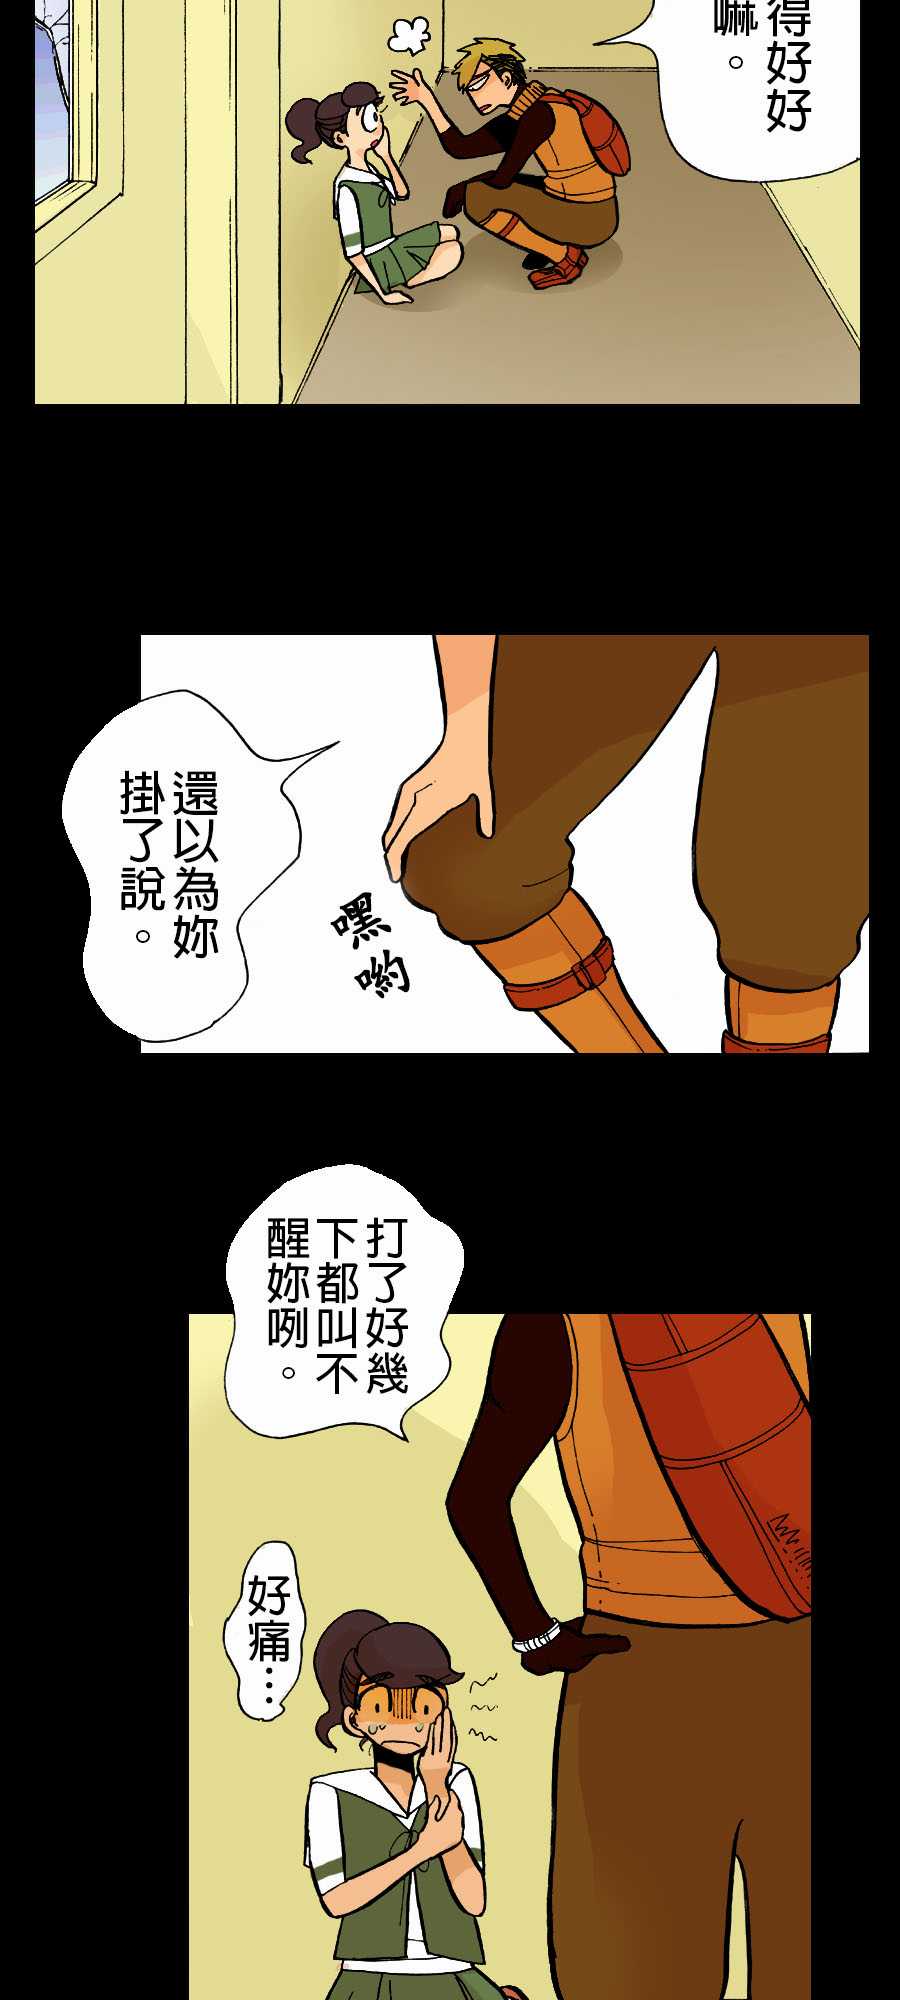 得好好
嘛。
還以為妳
掛了說。
嘿
喲
打了好幾
下都叫不
醒妳咧。
好痛…